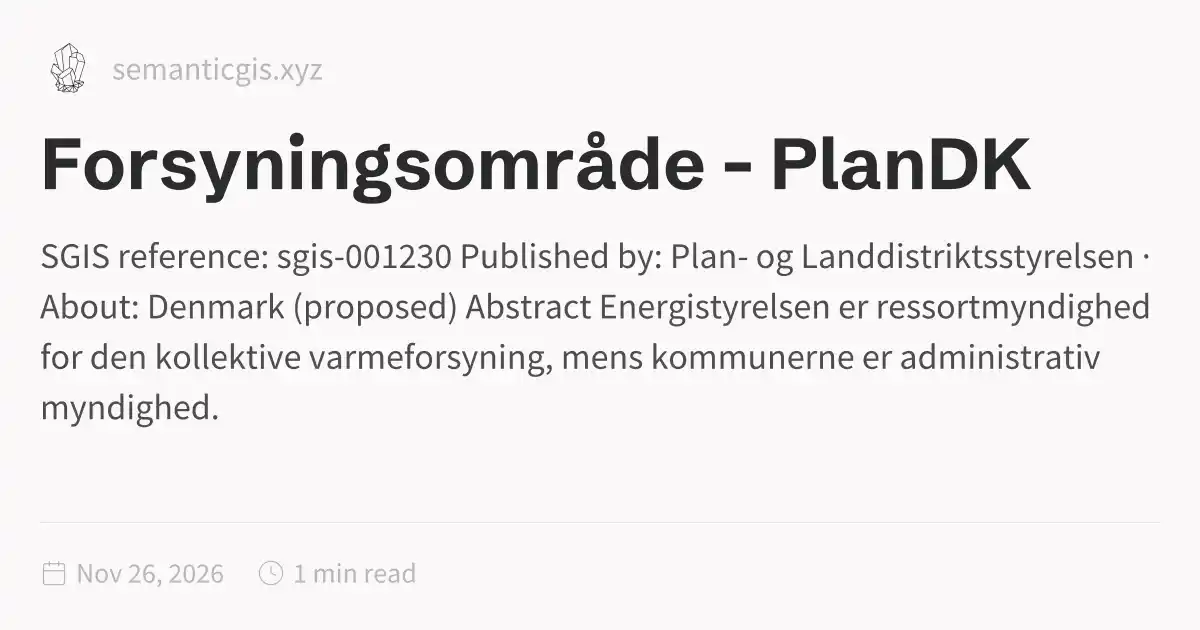 semanticgis.xyz
Forsyningsområde - PlanDK
SGIS reference: sgis-001230 Published by: Plan- og Landdistriktsstyrelsen ·
About: Denmark (proposed) Abstract Energistyrelsen er ressortmyndighed
for den kollektive varmeforsyning, mens kommunerne er administrativ
myndighed.
Nov 26, 2026 1 min read